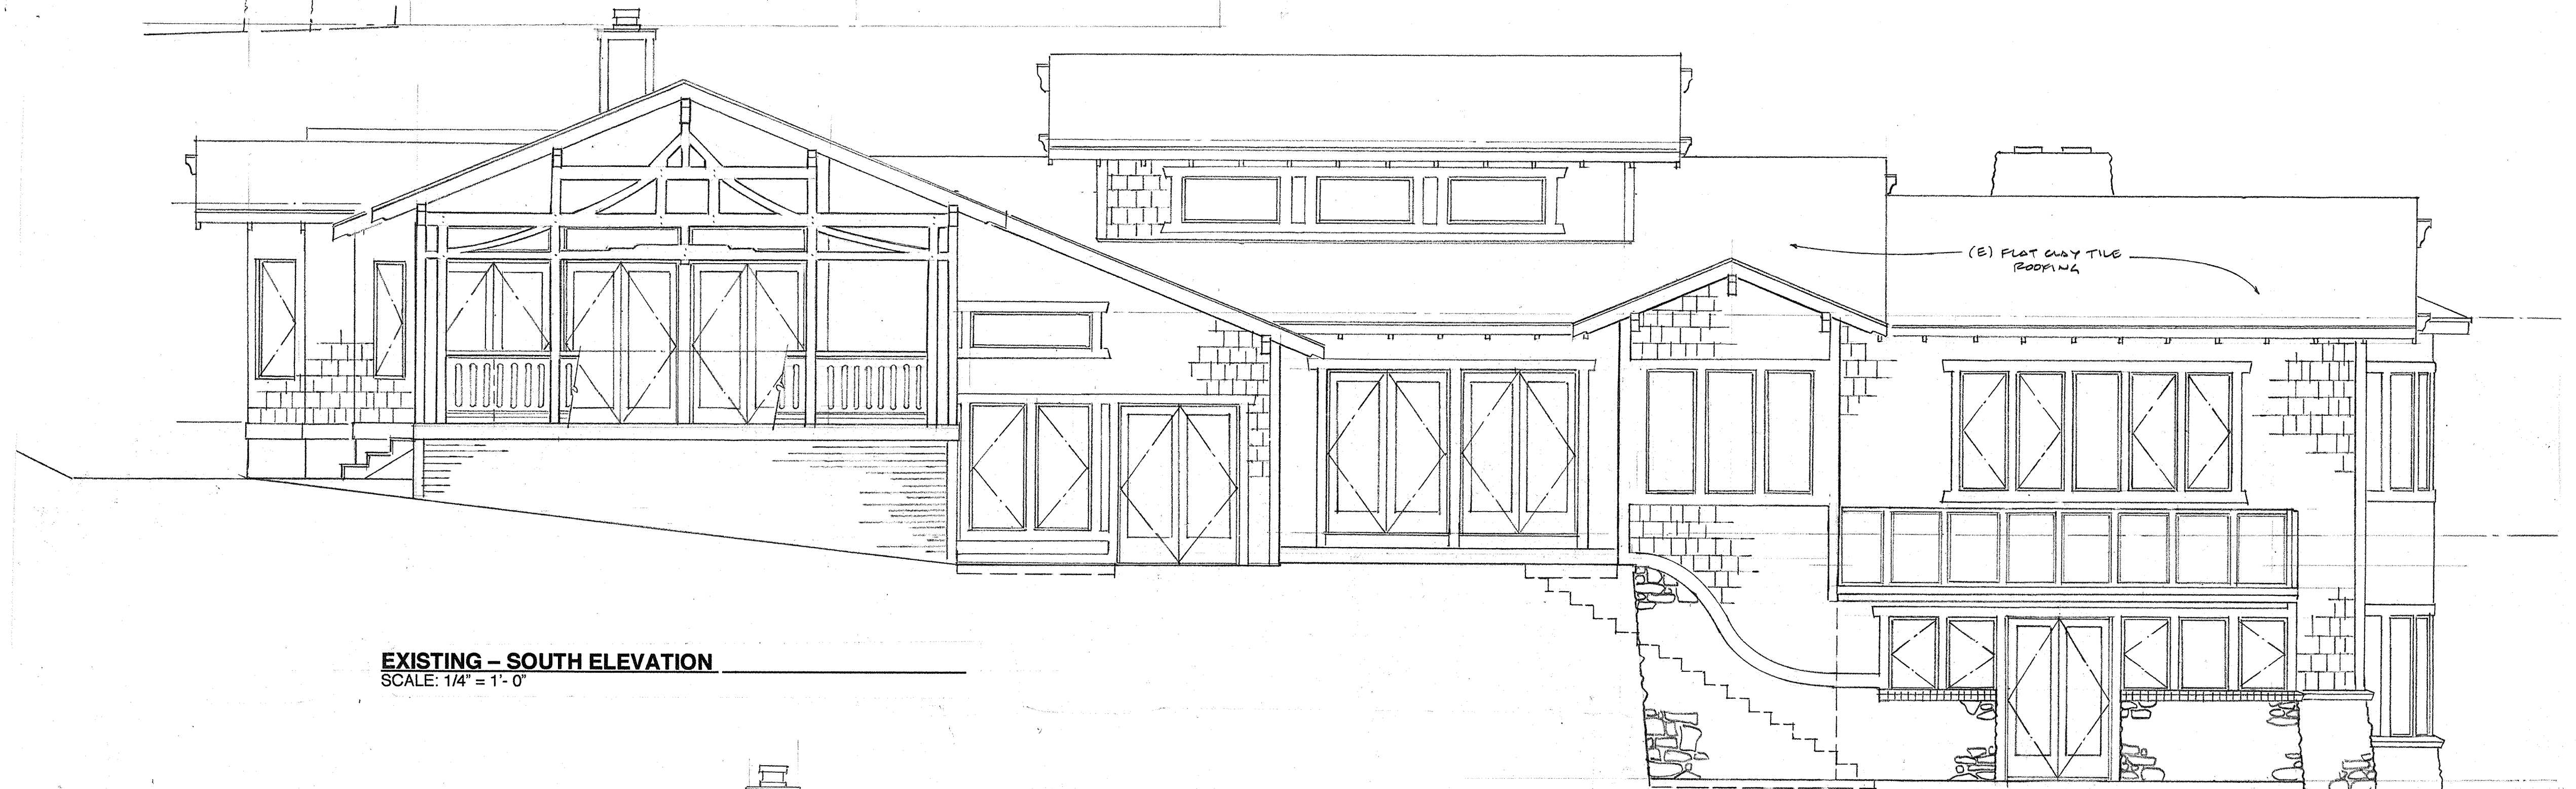 (E) FLAT CLAY TILE
ROOFING
EXISTING – SOUTH ELEVATION
SCALE: 1/4" = 1'- 0"